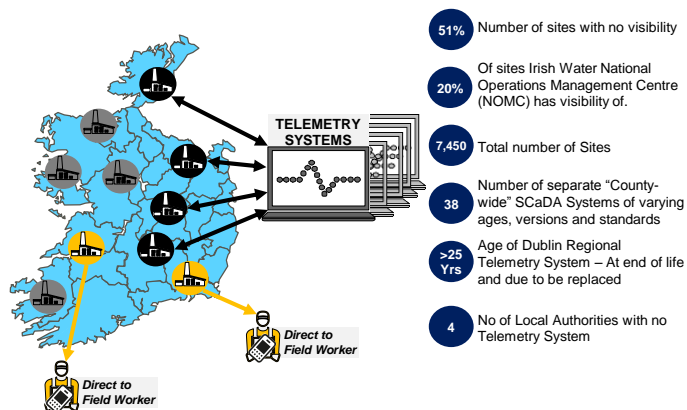 TELEMETRY
SYSTEMS
Direct to
Field Worker
Direct to
Field Worker
51%
Number of sites with no visibility
20%
Of sites Irish Water National
Operations Management Centre
(NOMC) has visibility of.
7,450
Total number of Sites
38
Number of separate “County-
wide” SCaDA Systems of varying
ages, versions and standards
>25
Yrs
Age of Dublin Regional
Telemetry System – At end of life
and due to be replaced
4
No of Local Authorities with no
Telemetry System